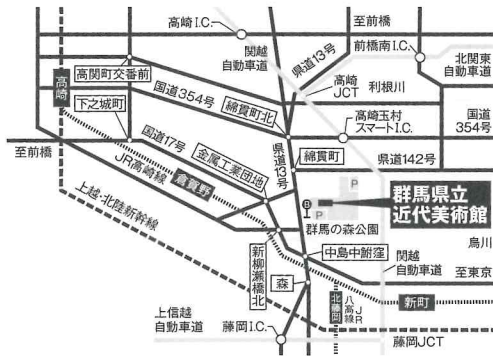 高崎I.C.
至前橋
関越
自動車道
県道13号
前橋南I.C.
北関東
自動車道
高関町交番前
高崎
JCT
利根川
高崎
国道354号
綿貫町北
高崎玉村
スマートI.C.
国道
354号
下之城町
国道17号
至前橋
金属工業団地
県道13号
綿貫町
県道142号
JR高崎線
倉賀野
P
群馬県立
近代美術館
P
群馬の森公園
上越・北陸新幹線
烏川
新柳瀬橋北
中島中鮒窪
関越
自動車道
至東京
森
北藤岡
JR
八高線
新町
上信越
自動車道
藤岡I.C.
藤岡JCT